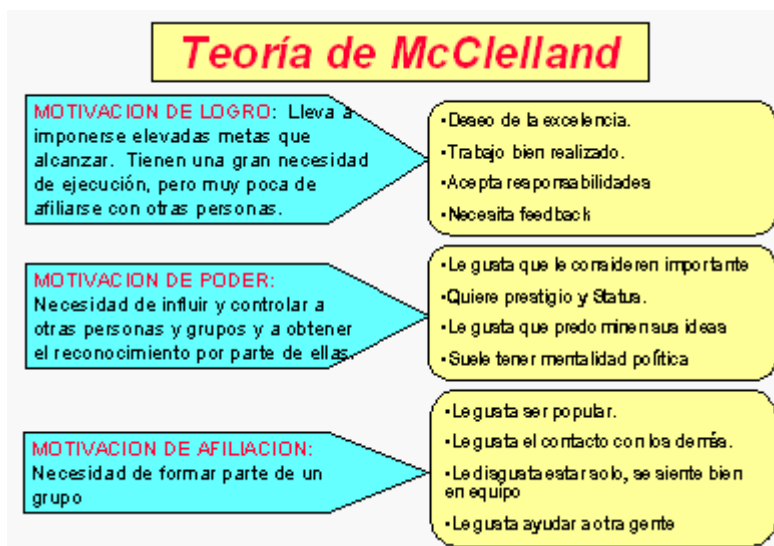 Teoría de McClelland
MOTIVACION DE LOGRO: Lleva a
imponerse elevadas metas que
alcanzar. Tienen una gran necesidad
de ejecución, pero muy poca de
afiliarse con otras personas.
•Deseo de la excelencia.
•Trabajo bien realizado.
•Acepta responsabilidades
•Necesita feedback
MOTIVACION DE PODER:
Necesidad de influir y controlar a
otras personas y grupos y a obtener
el reconocimiento por parte de ellas.
•Le gusta que le consideren importante
•Quiere prestigio y Status.
•Le gusta que predominen sus ideas
•Suele tener mentalidad política
MOTIVACION DE AFILIACION:
Necesidad de formar parte de un
grupo
•Le gusta ser popular.
•Le gusta el contacto con los demás.
•Le disgusta estar solo, se siente bien
en equipo
•Le gusta ayudar a otra gente